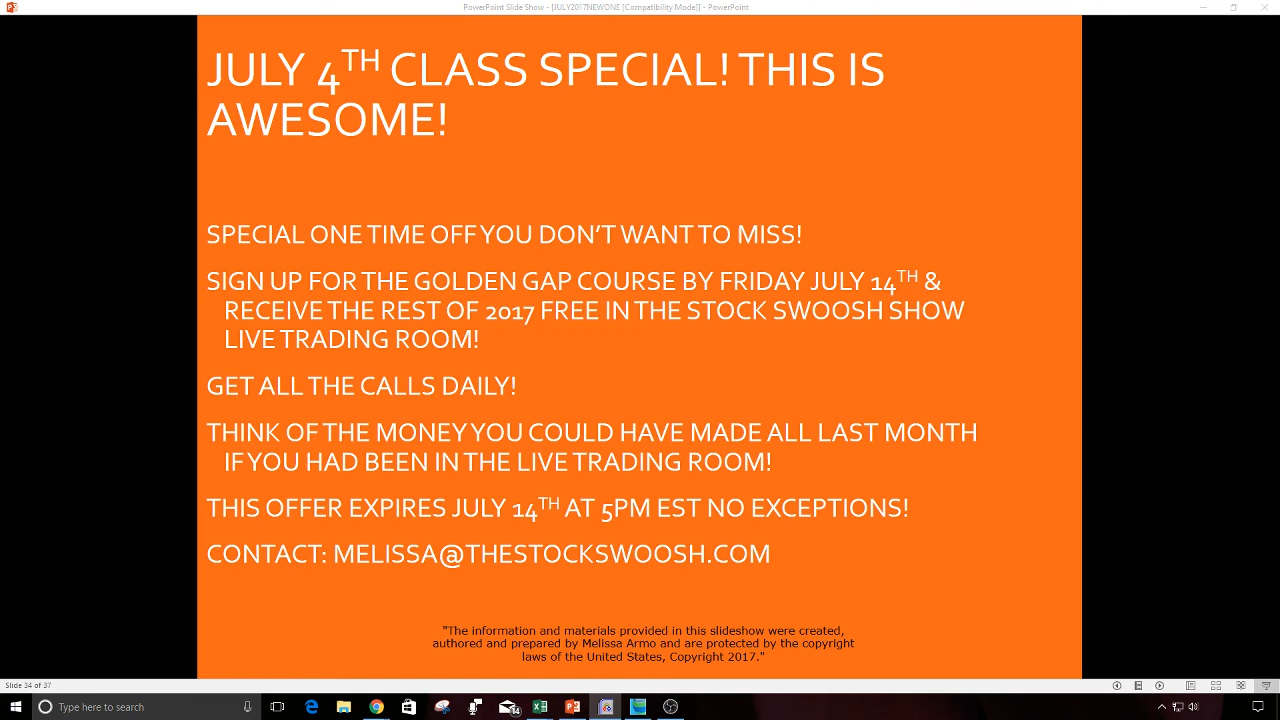 PowerPoint Slide Show - [JULY2017NEWONE [Compatibility Mode]] - PowerPoint
JULY 4TH CLASS SPECIAL! THIS IS
AWESOME!
SPECIAL ONE TIME OFF YOU DON'T WANT TO MISS!
SIGN UP FOR THE GOLDEN GAP COURSE BY FRIDAY JULY 14TH &
RECEIVE THE REST OF 2017 FREE IN THE STOCK SWOOSH SHOW
LIVE TRADING ROOM!
GET ALL THE CALLS DAILY!
THINK OF THE MONEY YOU COULD HAVE MADE ALL LAST MONTH
IF YOU HAD BEEN IN THE LIVE TRADING ROOM!
THIS OFFER EXPIRES JULY 14TH AT 5PM EST NO EXCEPTIONS!
CONTACT: MELISSA@THESTOCKSWOOSH.COM
"The information and materials provided in this slideshow were created,
authored and prepared by Melissa Armo and are protected by the copyright
laws of the United States, Copyright 2017."
Slide 34 of 37
Type here to search